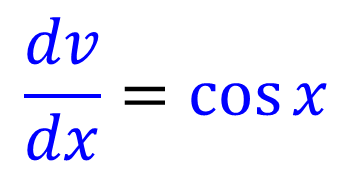 dv/dx = cos x